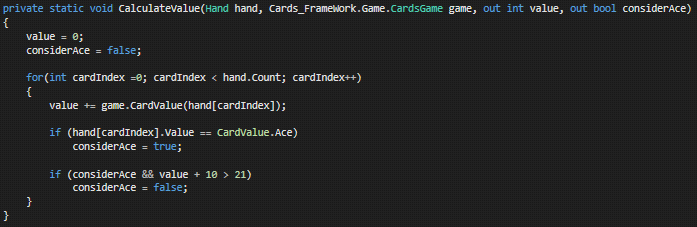 private static void CalculateValue(Hand hand, Cards_FrameWork.Game.CardsGame game, out int value, out bool considerAce)
{
value = 0;
considerAce = false;
for(int cardIndex =0; cardIndex < hand.Count; cardIndex++)
{
value += game.CardValue(hand[cardIndex]);
if (hand[cardIndex].Value == CardValue.Ace)
considerAce = true;
if (considerAce && value + 10 > 21)
considerAce = false;
}
}